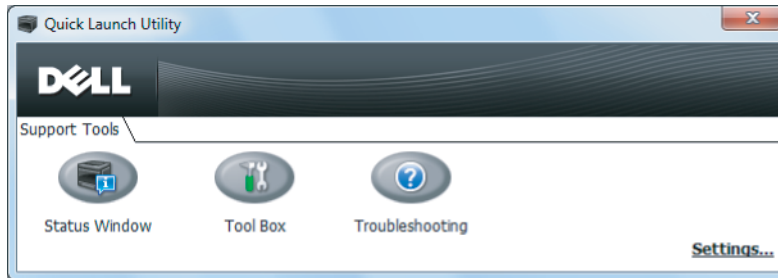 Quick Launch Utility
DELL
Support Tools
Status Window
Tool Box
Troubleshooting
Settings...